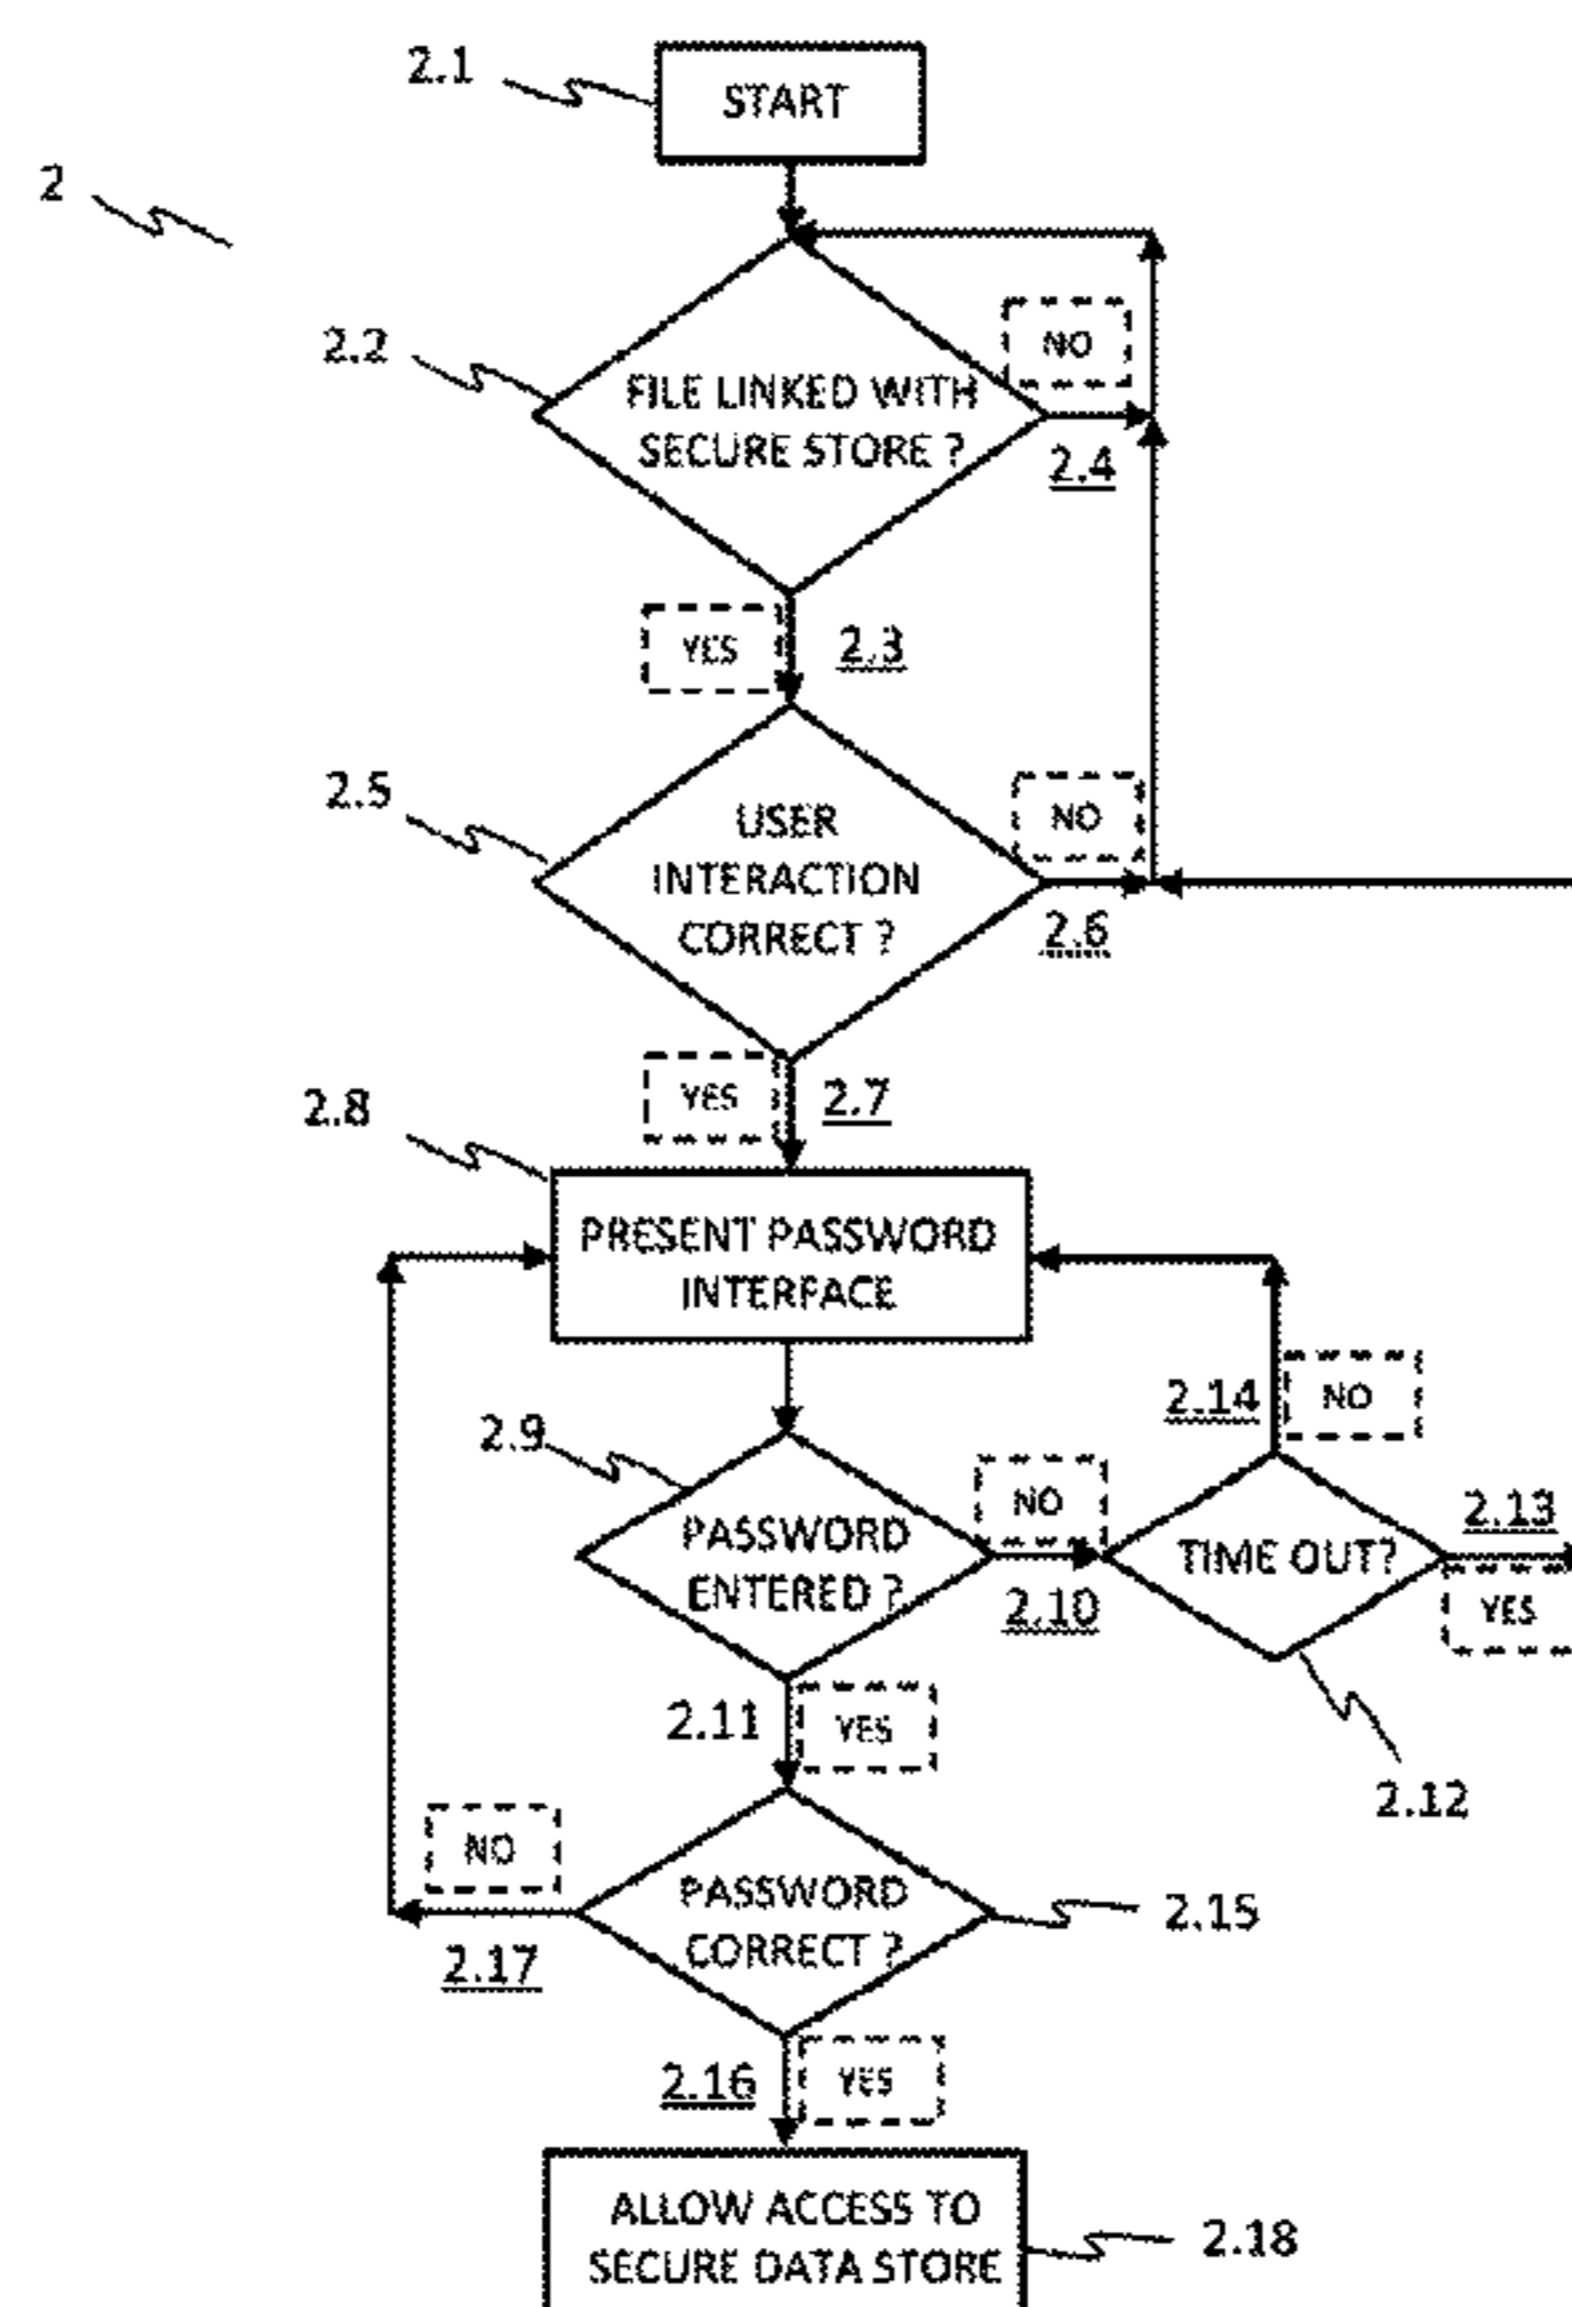 2.1
START
2
2.2
NO
FILE LINKED WITH
SECURE STORE ?
2.4
YES
2.3
2.5
NO
USER
INTERACTION
CORRECT ?
2.6
YES
2.7
2.8
PRESENT PASSWORD
INTERFACE
2.14
NO
2.9
NO
2.13
PASSWORD
ENTERED ?
TIME OUT?
2.10
YES
2.11
YES
2.12
NO
PASSWORD
CORRECT ?
2.15
2.17
2.16
YES
ALLOW ACCESS TO
SECURE DATA STORE
2.18